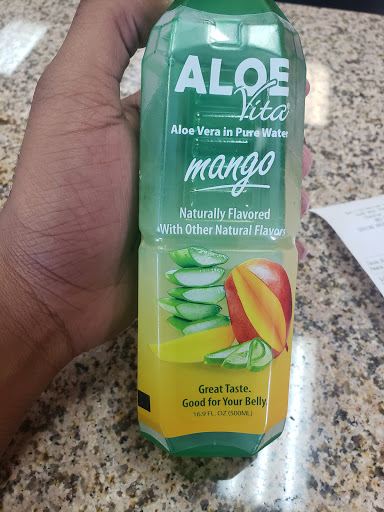 ALOE
Vita
Aloe Vera in Pure Water
mango
Naturally Flavored
With Other Natural Flavors
Great Taste.
Good for Your Belly.
16.9 FL. OZ (500ML)